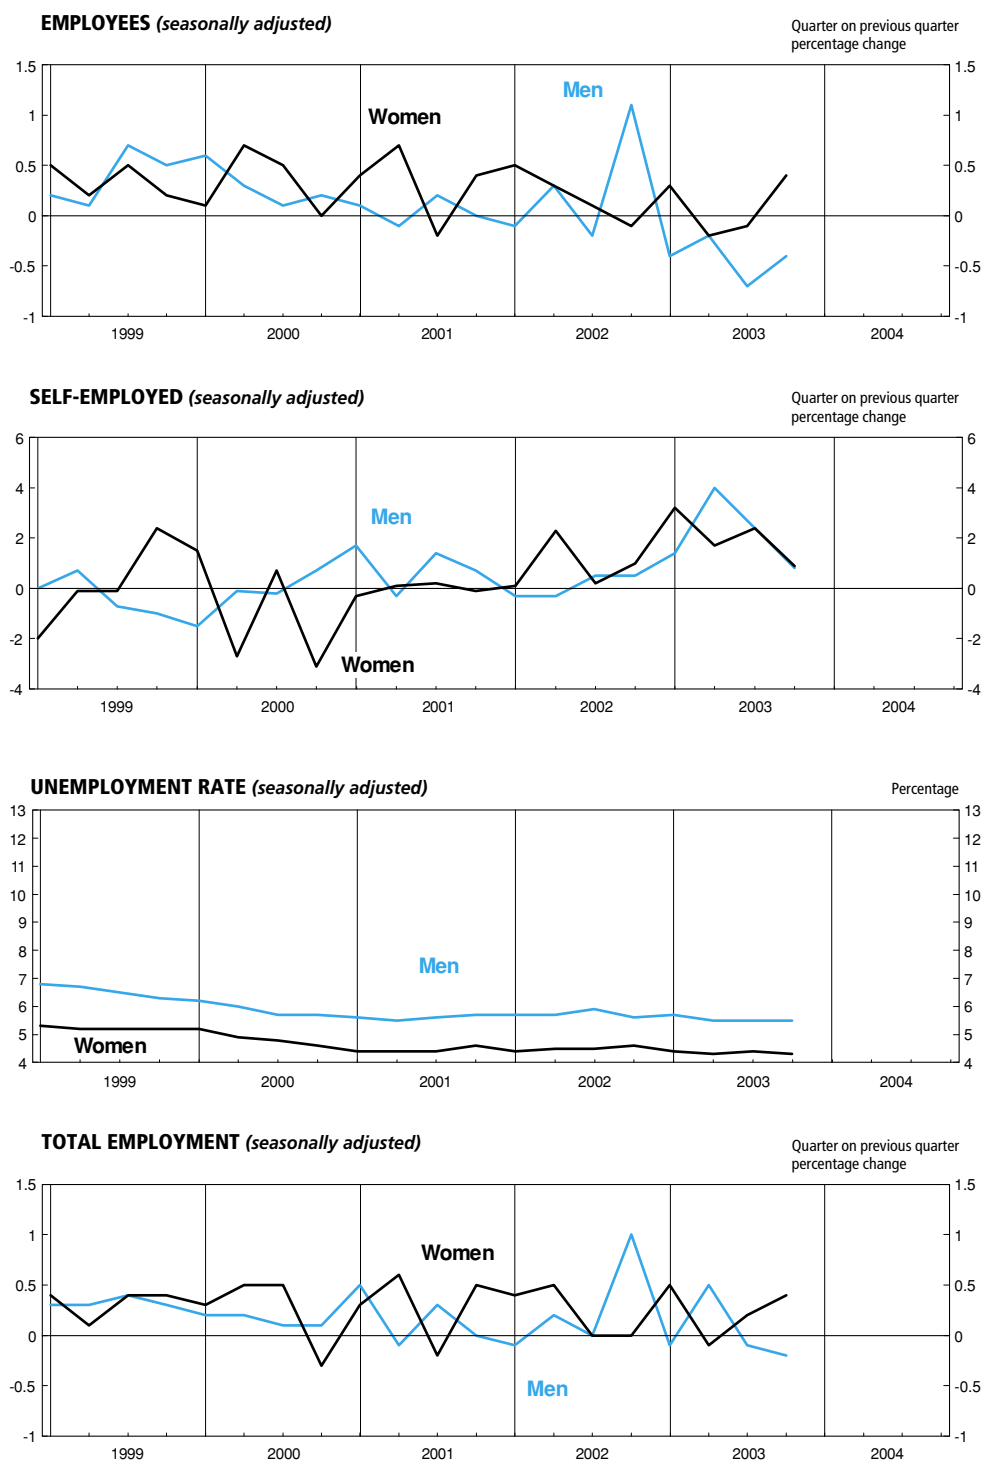 EMPLOYEES (seasonally adjusted)
Quarter on previous quarter
percentage change
1.5 1.5
Men
Women
1 1
0.5 0.5
0 0
-0.5 -0.5
-1 -1
1999 2000 2001 2002 2003 2004
SELF-EMPLOYED (seasonally adjusted)
Quarter on previous quarter
percentage change
6 6
4 4
Men
2 2
0 0
-2 -2
Women
-4 -4
1999 2000 2001 2002 2003 2004
UNEMPLOYMENT RATE (seasonally adjusted)
Percentage
13 13
12 12
11 11
10 10
9 9
8 8
Men
7 7
6 6
5 5
Women
4 4
1999 2000 2001 2002 2003 2004
TOTAL EMPLOYMENT (seasonally adjusted)
Quarter on previous quarter
percentage change
1.5 1.5
1 1
Women
0.5 0.5
0 0
-0.5 -0.5
Men
-1 -1
1999 2000 2001 2002 2003 2004